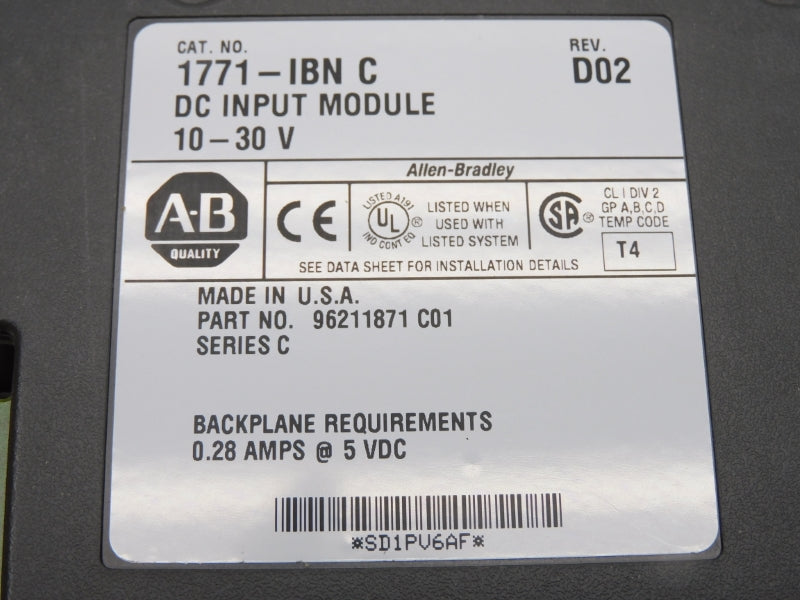 CAT. NO.
REV.
1771-IBN C
D02
DC INPUT MODULE
10-30 V
Allen-Bradley
A-B
QUALITY
CE
LISTED A191
UL
®
IND CONT EQ
LISTED WHEN
USED WITH
LISTED SYSTEM
SA
®
CL I DIV 2
GP A,B,C,D
TEMP CODE
T4
SEE DATA SHEET FOR INSTALLATION DETAILS
MADE IN U.S.A.
PART NO. 96211871 C01
SERIES C
BACKPLANE REQUIREMENTS
0.28 AMPS @ 5 VDC
*SD1PV6AF*